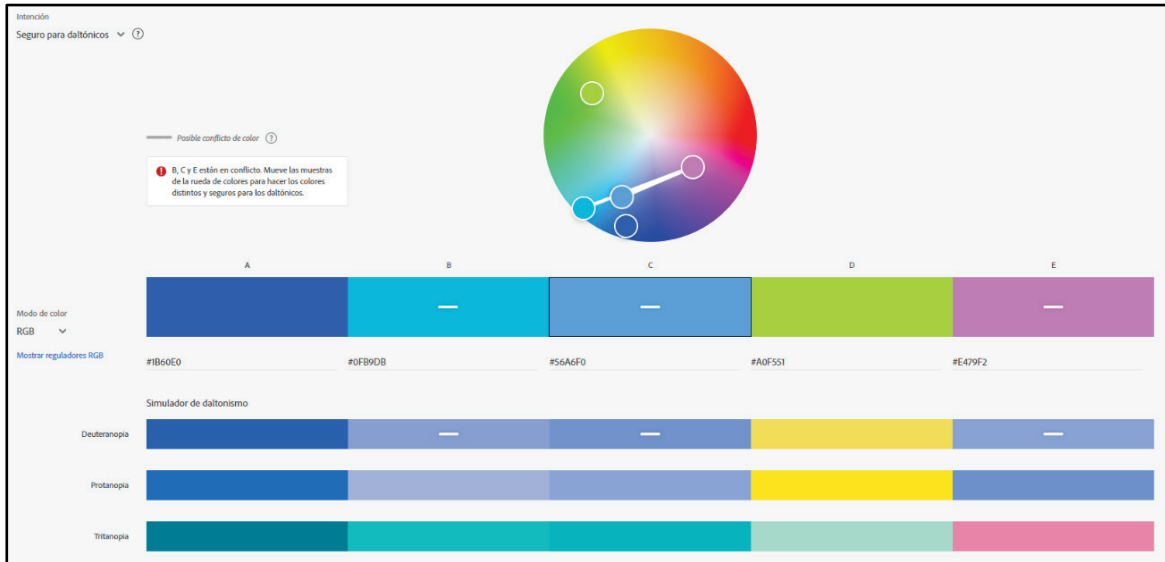 Intención
Seguro para daltónicos
?
Posible conflicto de color ?
B, C y E están en conflicto. Mueve las muestras
de la rueda de colores para hacer los colores
distintos y seguros para los daltónicos.
A B C D E
Modo de color
RGB
Mostrar reguladores RGB
#1B60E0 #0FB9DB #56A6F0 #A0F551 #E479F2
Simulador de daltonismo
Deuteranopia
Protanopia
Tritanopia